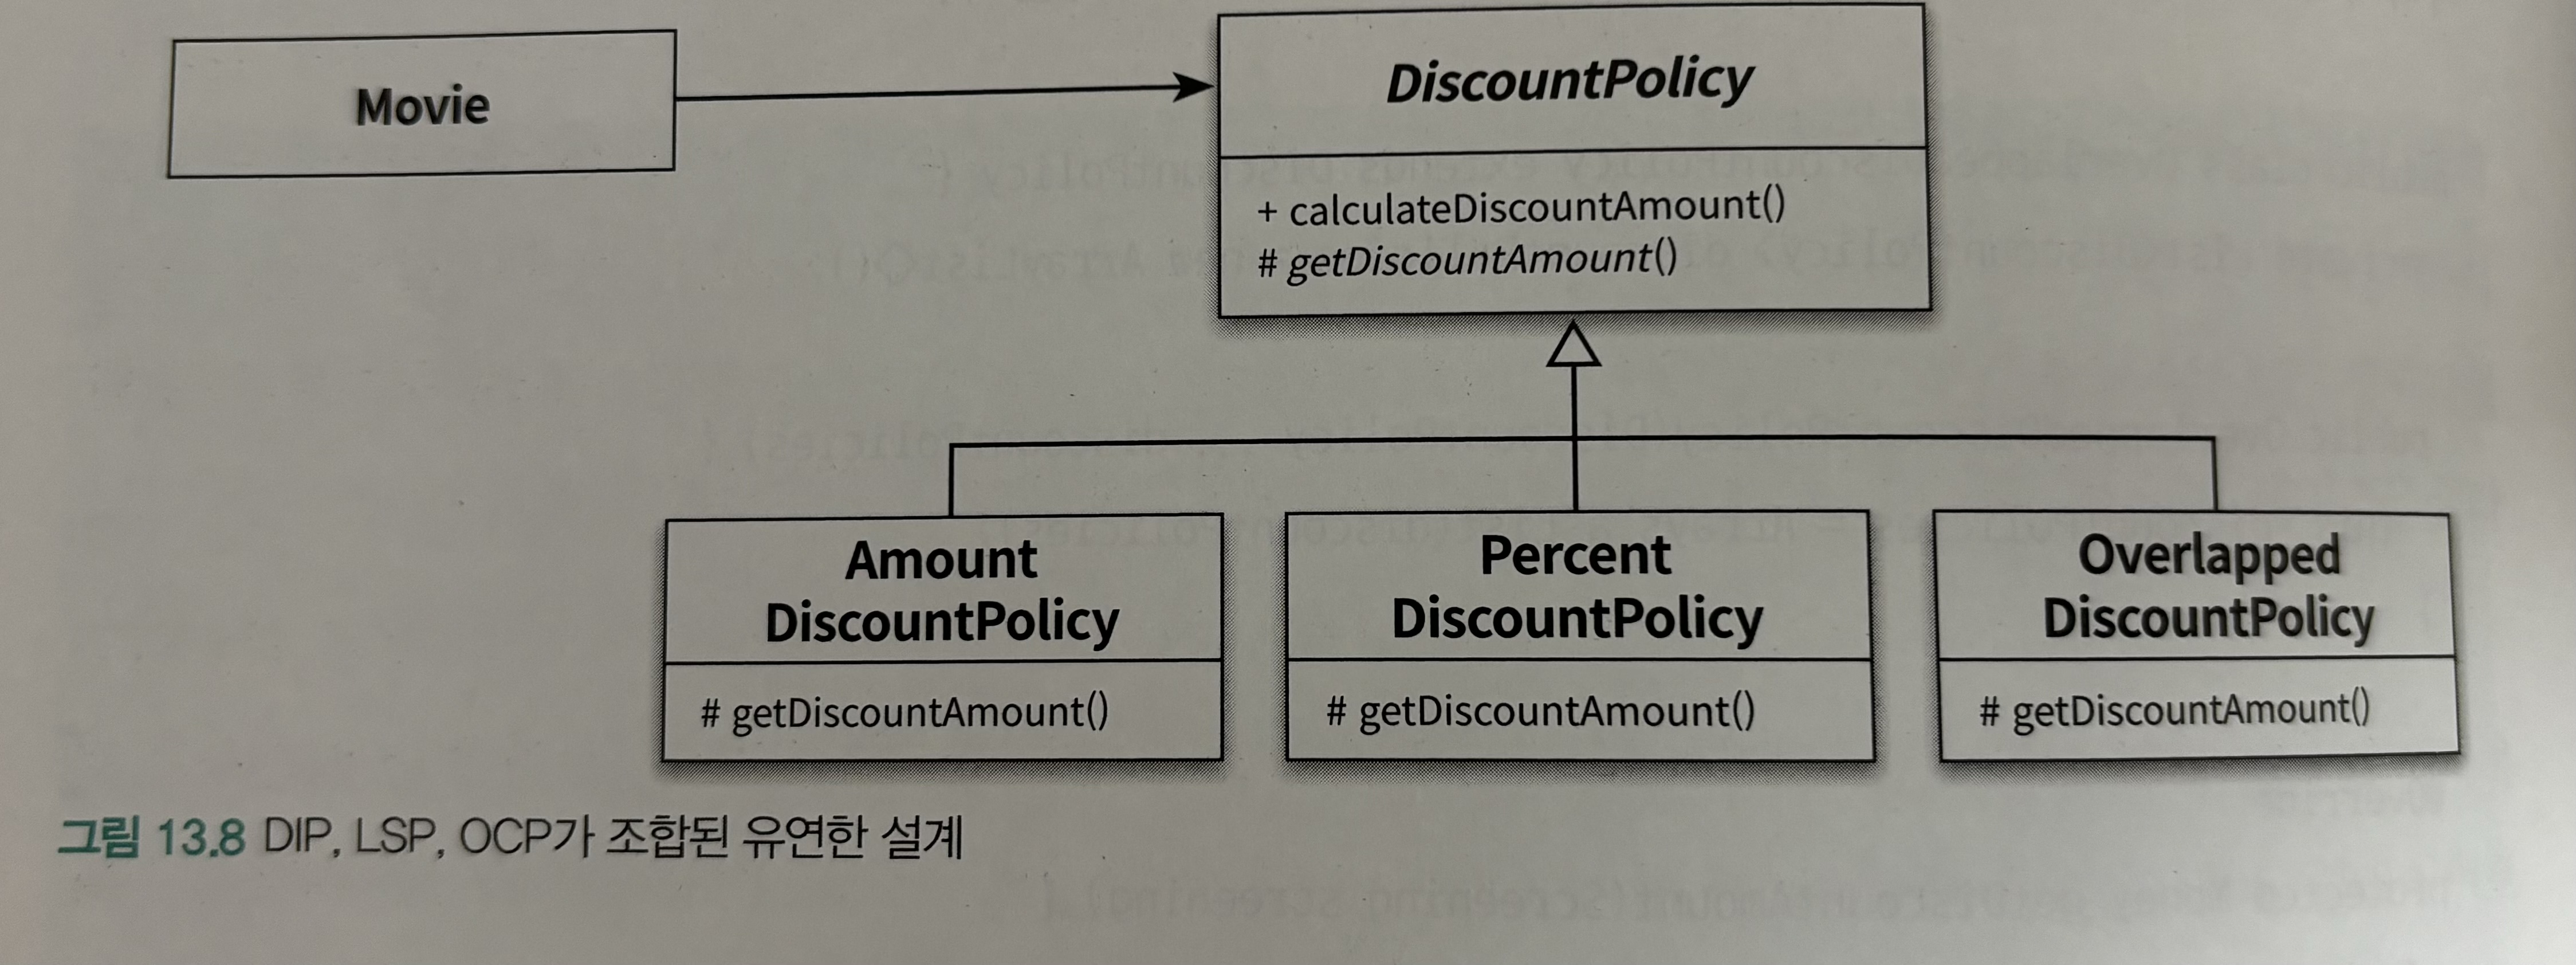 Movie
DiscountPolicy
+ calculateDiscountAmount()
# getDiscountAmount()
Amount
DiscountPolicy
# getDiscountAmount()
Percent
DiscountPolicy
# getDiscountAmount()
Overlapped
DiscountPolicy
# getDiscountAmount()
그림 13.8 DIP, LSP, OCP가 조합된 유연한 설계